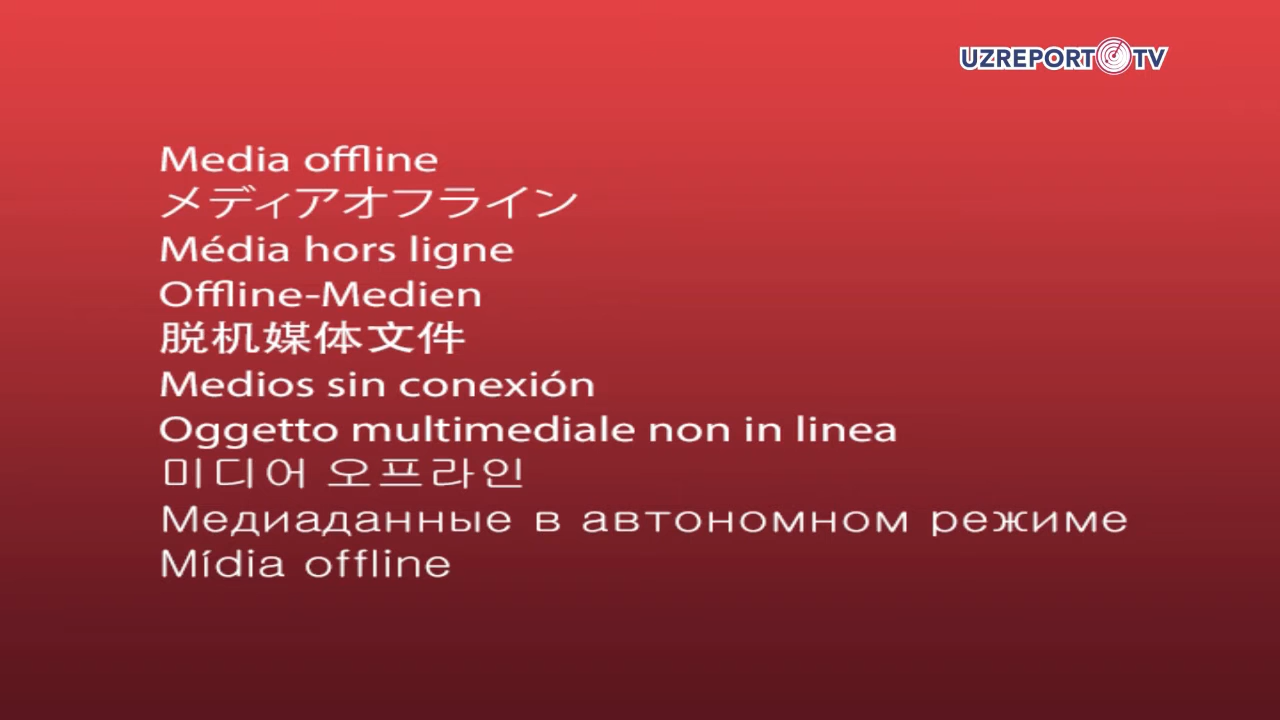 UZREPORT TV
Media offline
メディアオフライン
Média hors ligne
Offline-Medien
脱机媒体文件
Medios sin conexión
Oggetto multimediale non in linea
미디어 오프라인
Медиаданные в автономном режиме
Mídia offline